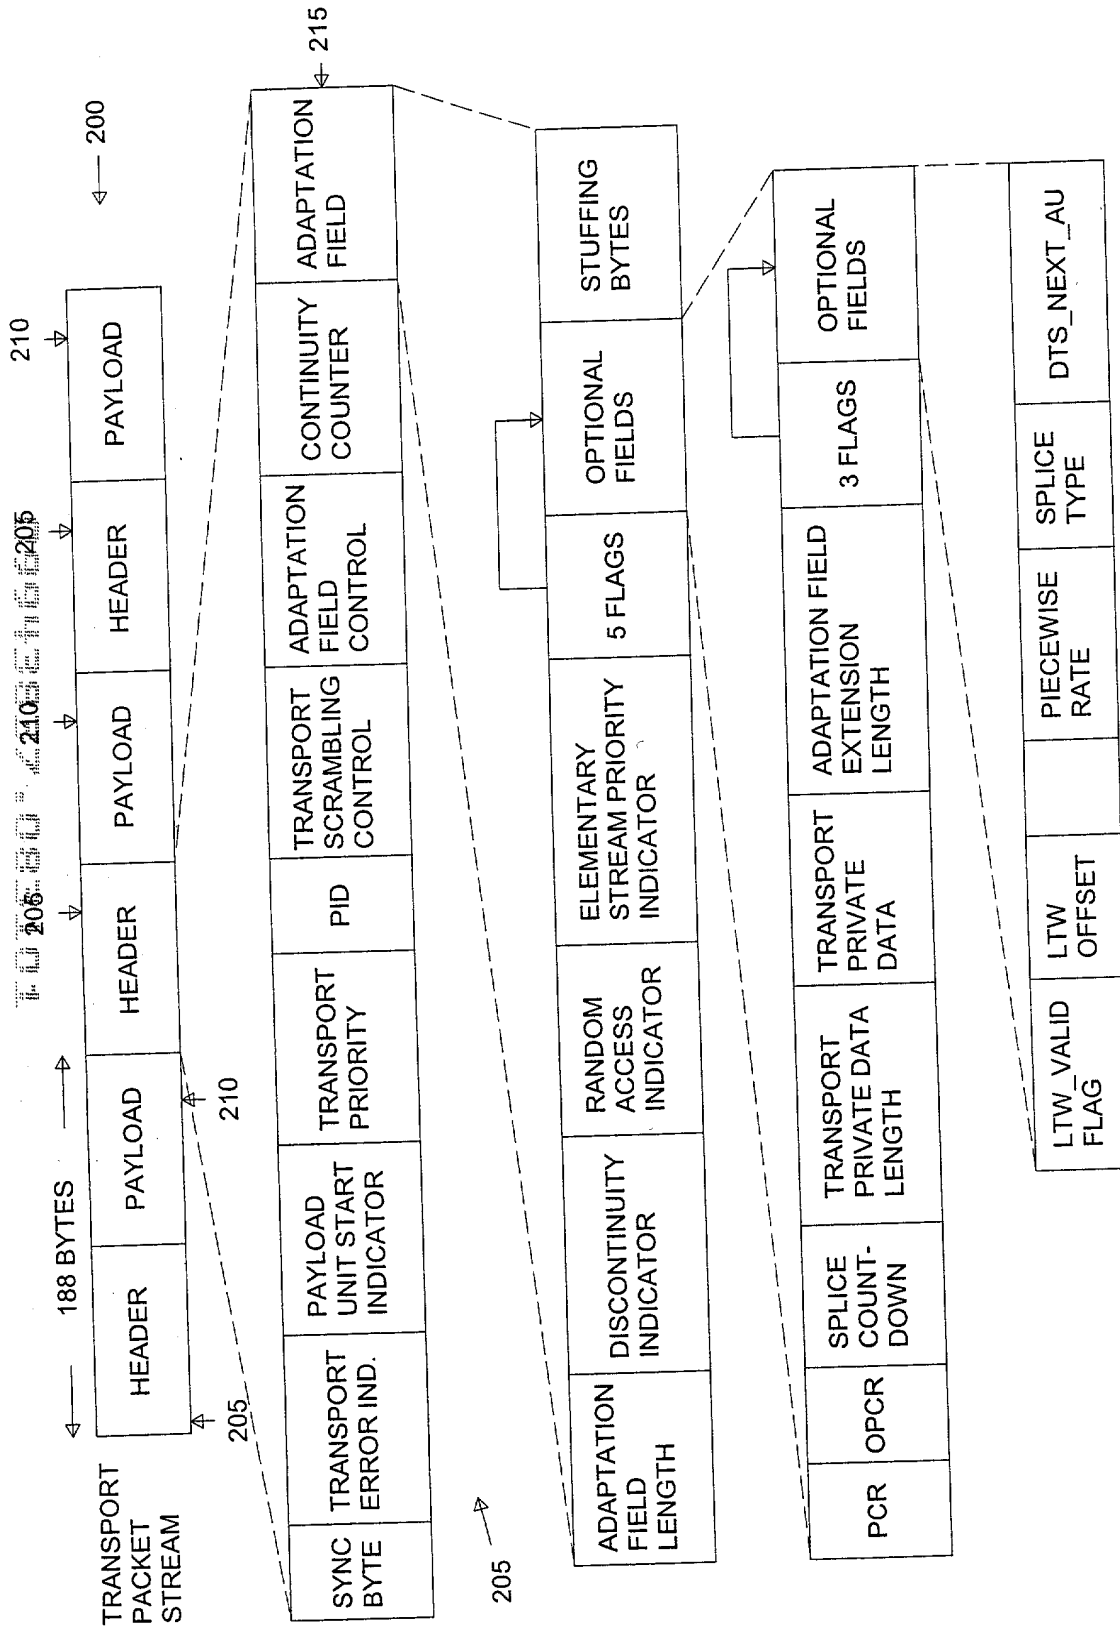 200
188 BYTES
210
205
210
205
TRANSPORT
PACKET
STREAM
HEADER
PAYLOAD
HEADER
PAYLOAD
HEADER
PAYLOAD
205
210
215
SYNC
BYTE
TRANSPORT
ERROR IND.
PAYLOAD
UNIT START
INDICATOR
TRANSPORT
PRIORITY
PID
TRANSPORT
SCRAMBLING
CONTROL
ADAPTATION
FIELD
CONTROL
CONTINUITY
COUNTER
ADAPTATION
FIELD
205
ADAPTATION
FIELD
LENGTH
DISCONTINUITY
INDICATOR
RANDOM
ACCESS
INDICATOR
ELEMENTARY
STREAM PRIORITY
INDICATOR
5 FLAGS
OPTIONAL
FIELDS
STUFFING
BYTES
PCR
OPCR
SPLICE
COUNT-
DOWN
TRANSPORT
PRIVATE DATA
LENGTH
TRANSPORT
PRIVATE
DATA
ADAPTATION FIELD
EXTENSION
LENGTH
3 FLAGS
OPTIONAL
FIELDS
LTW_VALID
FLAG
LTW
OFFSET
PIECEWISE
RATE
SPLICE
TYPE
DTS_NEXT_AU